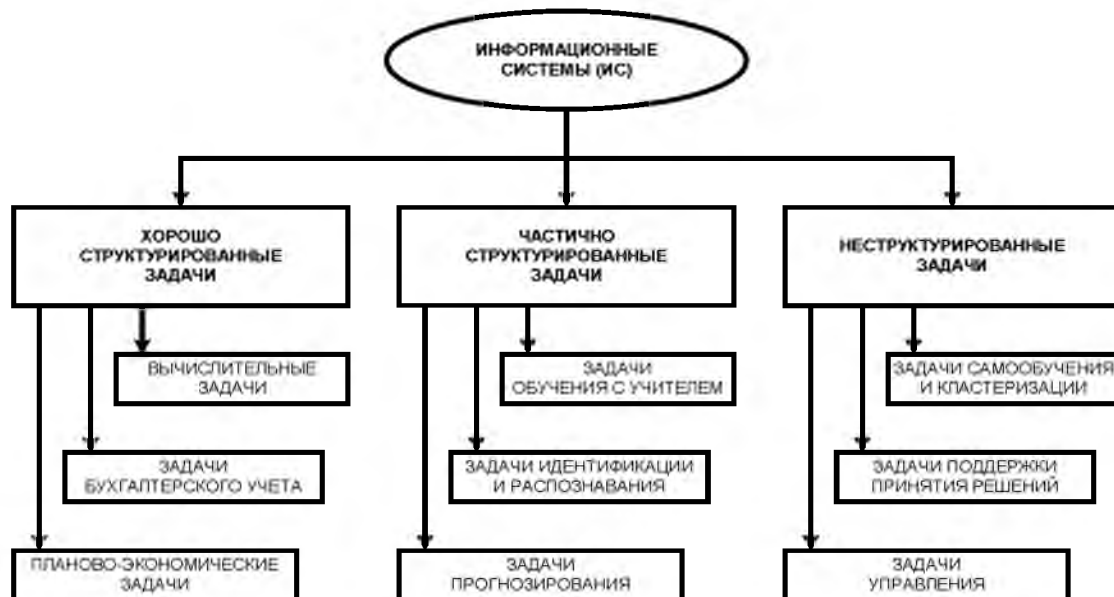 ИНФОРМАЦИОННЫЕ
СИСТЕМЫ (ИС)
ХОРОШО
СТРУКТУРИРОВАННЫЕ
ЗАДАЧИ
ЧАСТИЧНО
СТРУКТУРИРОВАННЫЕ
ЗАДАЧИ
НЕСТРУКТУРИРОВАННЫЕ
ЗАДАЧИ
ВЫЧИСЛИТЕЛЬНЫЕ
ЗАДАЧИ
ЗАДАЧИ
ОБУЧЕНИЯ С УЧИТЕЛЕМ
ЗАДАЧИ САМООБУЧЕНИЯ
И КЛАСТЕРИЗАЦИИ
ЗАДАЧИ
БУХГАЛТЕРСКОГО УЧЕТА
ЗАДАЧИ ИДЕНТИФИКАЦИИ
И РАСПОЗНАВАНИЯ
ЗАДАЧИ ПОДДЕРЖКИ
ПРИНЯТИЯ РЕШЕНИЙ
ПЛАНОВО-ЭКОНОМИЧЕСКИЕ
ЗАДАЧИ
ЗАДАЧИ
ПРОГНОЗИРОВАНИЯ
ЗАДАЧИ
УПРАВЛЕНИЯ